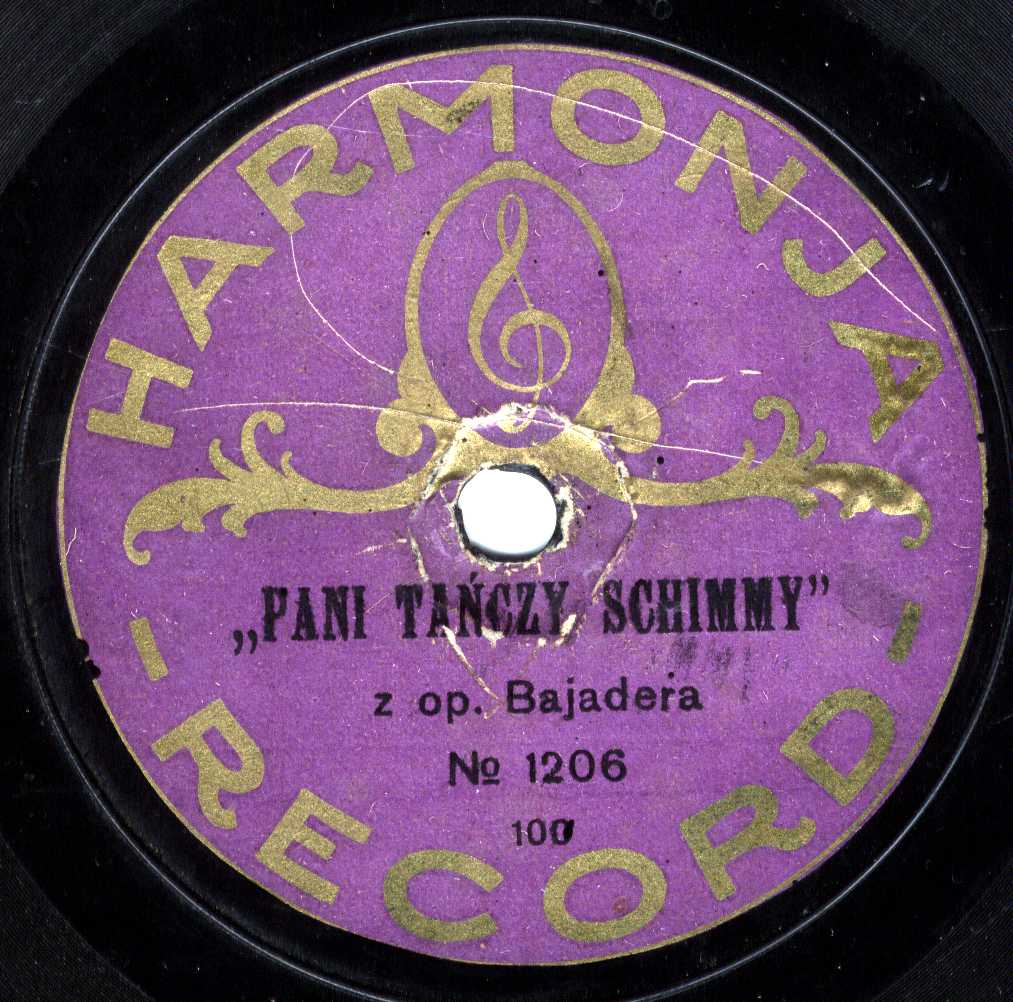 HARMONJA
„PANI TAŃCZY SCHIMMY”
z op. Bajadera
№ 1206
100
- RECORD -